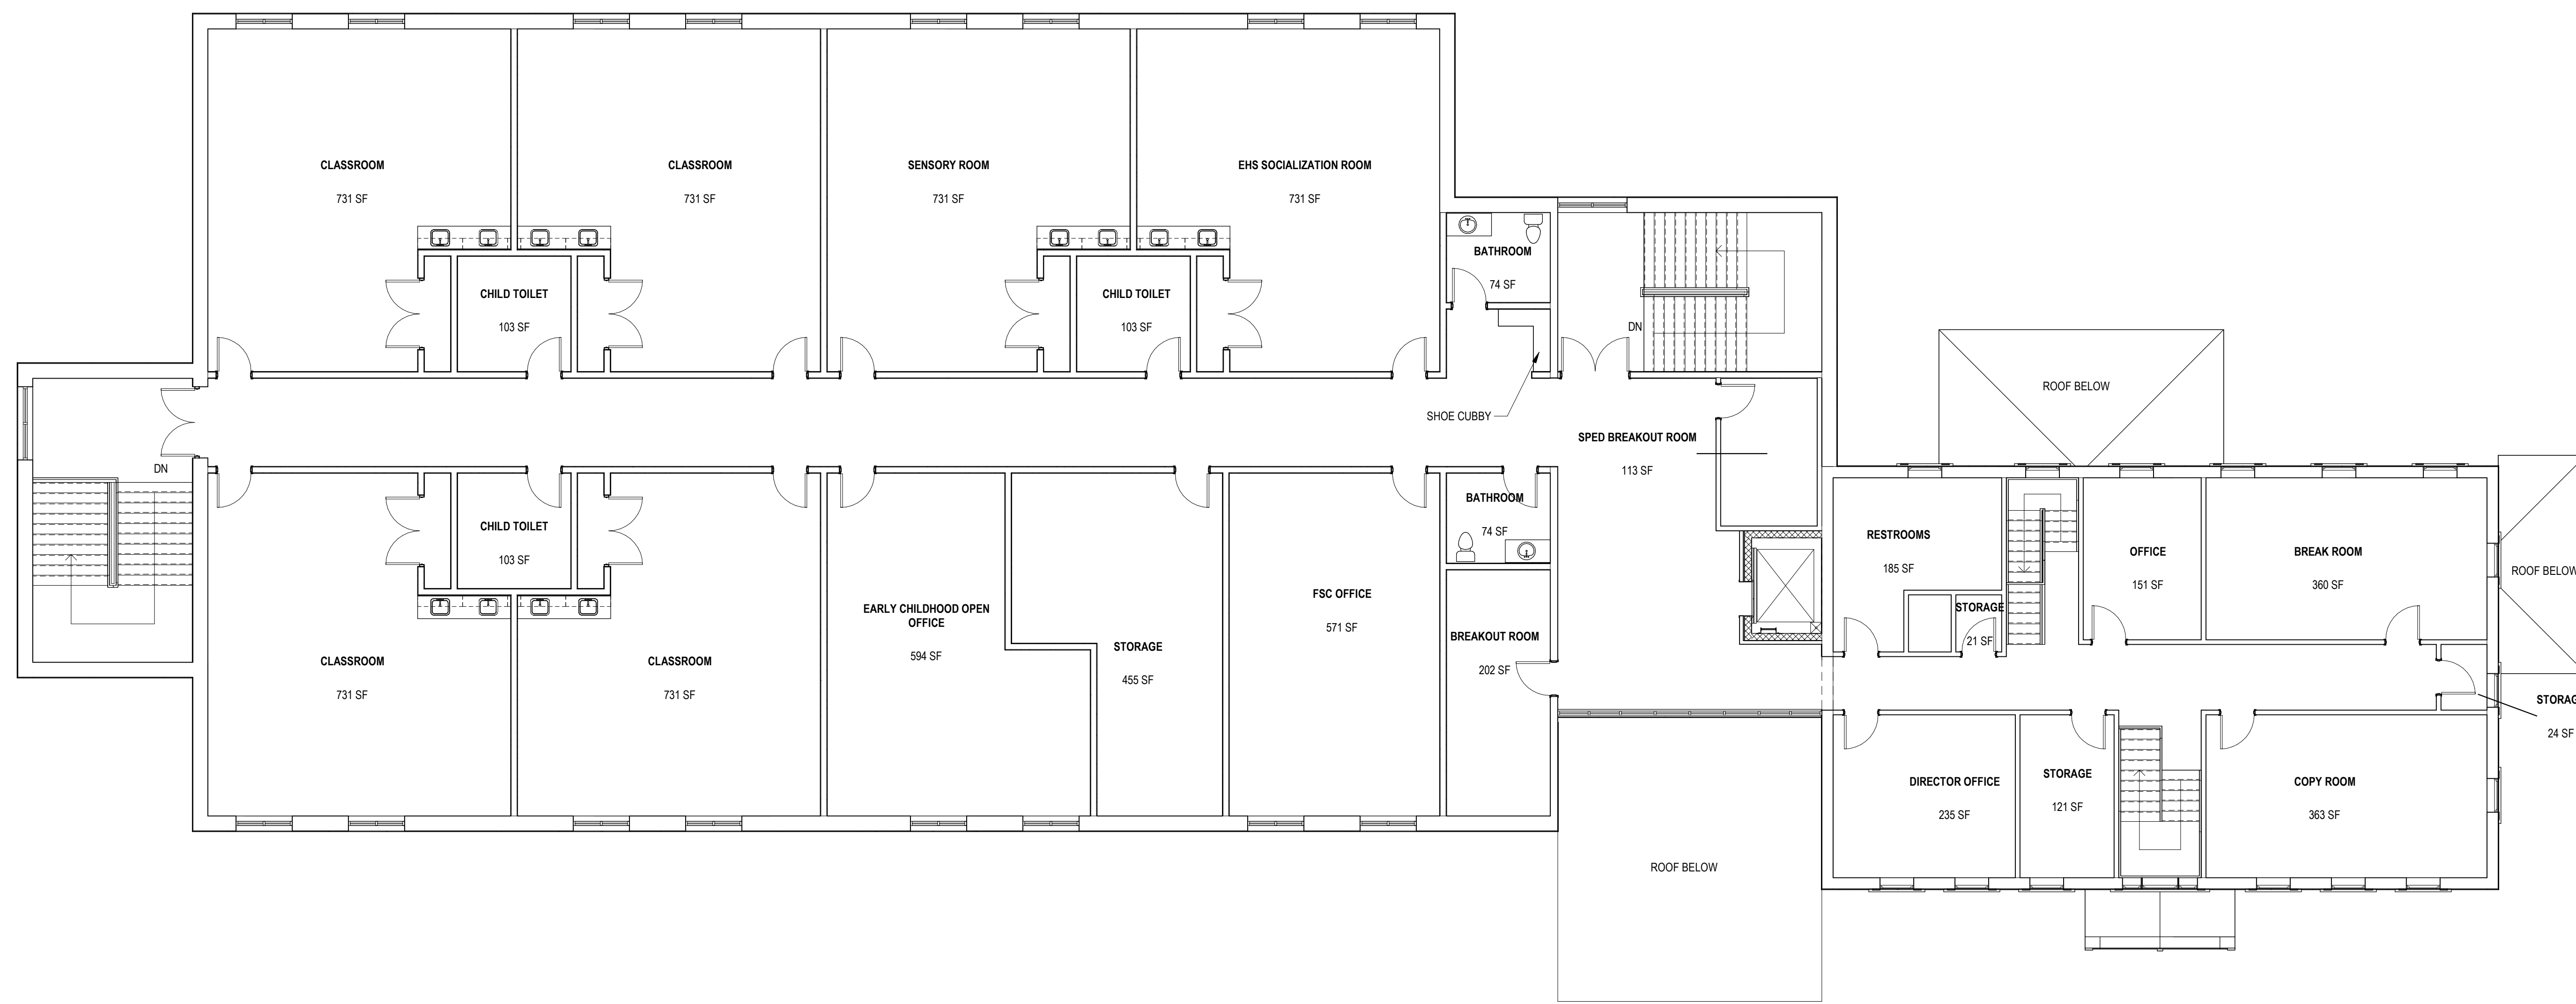 CLASSROOM
731 SF
CLASSROOM
731 SF
SENSORY ROOM
731 SF
EHS SOCIALIZATION ROOM
731 SF
CHILD TOILET
103 SF
CHILD TOILET
103 SF
BATHROOM
74 SF
DN
SHOE CUBBY
SPED BREAKOUT ROOM
113 SF
ROOF BELOW
DN
CHILD TOILET
103 SF
BATHROOM
74 SF
RESTROOMS
185 SF
STORAGE
21 SF
OFFICE
151 SF
BREAK ROOM
360 SF
ROOF BELOW
CLASSROOM
731 SF
CLASSROOM
731 SF
EARLY CHILDHOOD OPEN
OFFICE
594 SF
STORAGE
455 SF
FSC OFFICE
571 SF
BREAKOUT ROOM
202 SF
STORAG
24 SF
DIRECTOR OFFICE
235 SF
STORAGE
121 SF
COPY ROOM
363 SF
ROOF BELOW